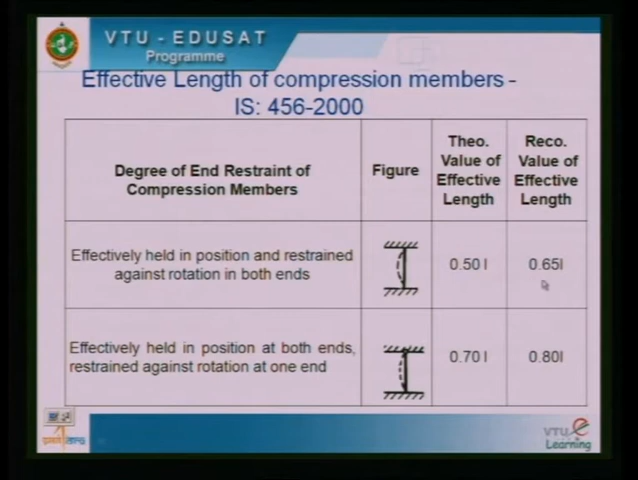 VTU - EDUSAT
Programme
Effective Length of compression members -
IS: 456-2000
Degree of End Restraint of
Compression Members
Figure
Theo.
Value of
Effective
Length
Reco.
Value of
Effective
Length
Effectively held in position and restrained
against rotation in both ends
0.50 l
0.65l
Effectively held in position at both ends,
restrained against rotation at one end
0.70 l
0.80l
VTU e
Learning